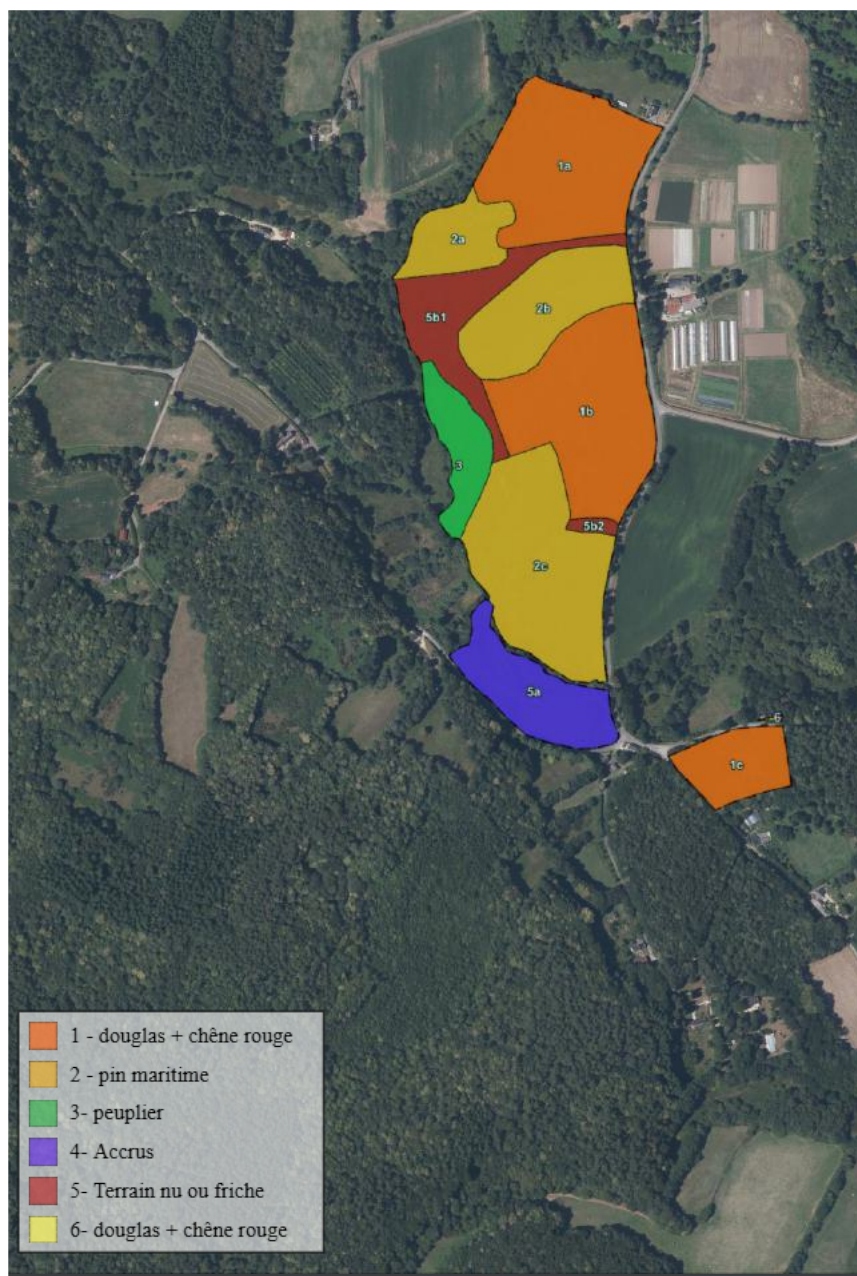 1a
2a
5b1
2b
1b
3
5b2
2c
5a
6
1c
1 - douglas + chêne rouge
2 - pin maritime
3- peuplier
4- Accrus
5- Terrain nu ou friche
6- douglas + chêne rouge